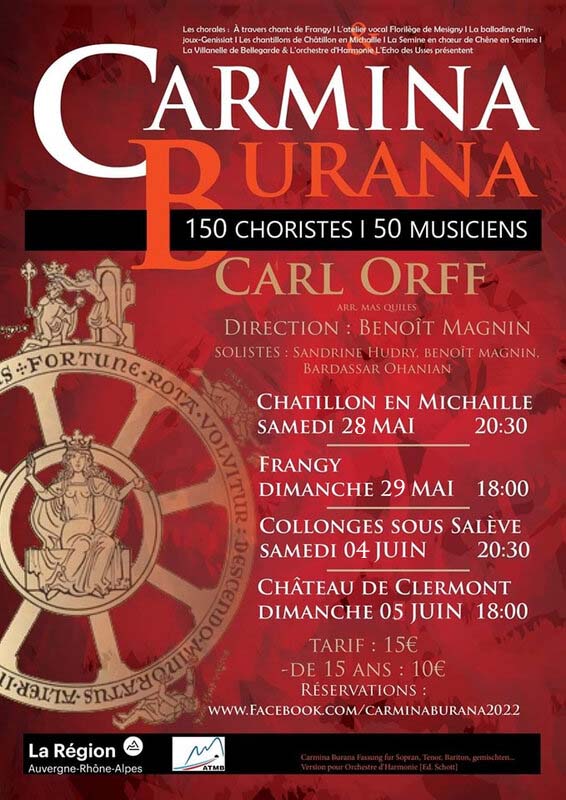 Les chorales : À travers chants de Frangy I L'atelier vocal Florilège de Mesigny I La balladine d'In-
joux-Genissiat I Les chantillons de Châtillon en Michaille I La Semine en chœur de Chêne en Semine I
La Villanelle de Bellegarde & L'orchestre d'Harmonie L'Echo des Usses présentent
CARMINA
BURANA
150 CHORISTES I 50 MUSICIENS
CARL ORFF
ARR. MAS QUILES
DIRECTION : BENOÎT MAGNIN
SOLISTES : SANDRINE HUDRY, BENOÎT MAGNIN,
BARDASSAR OHANIAN
CHATILLON EN MICHAILLE
SAMEDI 28 MAI 20:30
FRANGY
DIMANCHE 29 MAI 18:00
COLLONGES SOUS SALÈVE
SAMEDI 04 JUIN 20:30
CHÂTEAU DE CLERMONT
DIMANCHE 05 JUIN 18:00
TARIF : 15€
-DE 15 ANS : 10€
RÉSERVATIONS :
WWW.FACEBOOK.COM/CARMINABURANA2022
FORTUNE ROTA VOLVITUR : DESCENDO MINORATUS ALTER I
La Région
Auvergne-Rhône-Alpes
ATMB
Carmina Burana Fassung fur Sopran, Tenor, Bariton, gemischten...
Version pour Orchestre d'Harmonie [Ed. Schott]